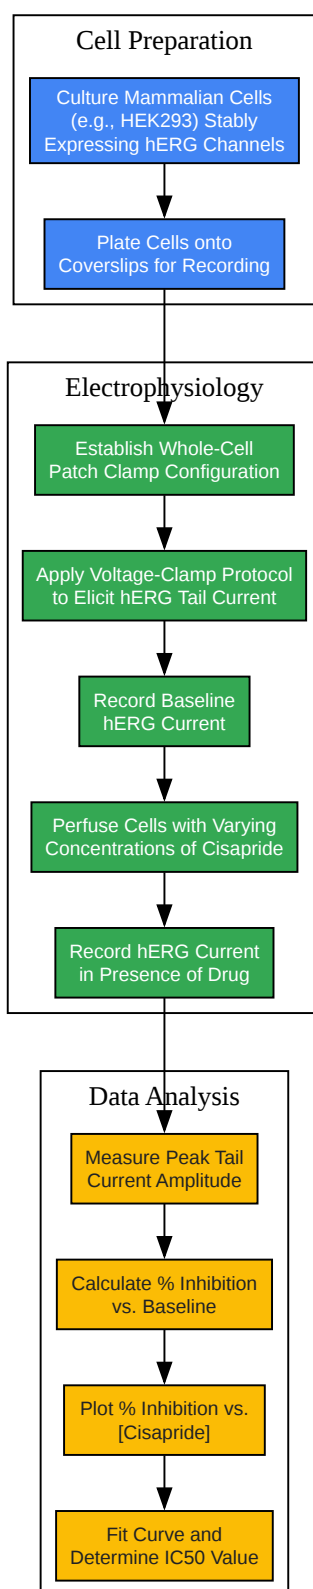 Cell Preparation
Culture Mammalian Cells
(e.g., HEK293) Stably
Expressing hERG Channels
Plate Cells onto
Coverslips for Recording
Electrophysiology
Establish Whole-Cell
Patch Clamp Configuration
Apply Voltage-Clamp Protocol
to Elicit hERG Tail Current
Record Baseline
hERG Current
Perfuse Cells with Varying
Concentrations of Cisapride
Record hERG Current
in Presence of Drug
Data Analysis
Measure Peak Tail
Current Amplitude
Calculate % Inhibition
vs. Baseline
Plot % Inhibition vs.
[Cisapride]
Fit Curve and
Determine IC50 Value